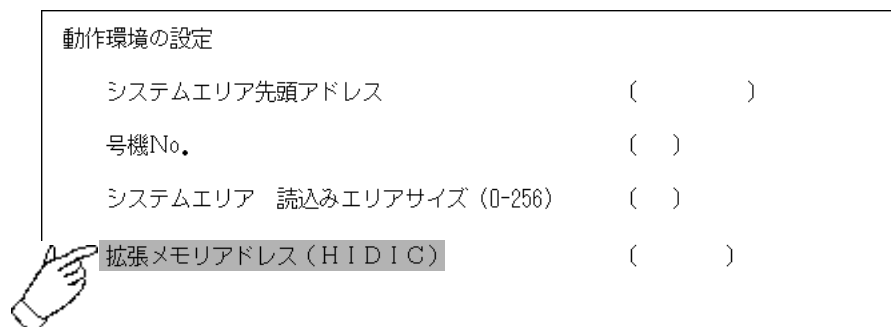 動作環境の設定
システムエリア先頭アドレス ( )
号機No. ( )
システムエリア 読込みエリアサイズ (0-256) ( )
拡張メモリアドレス(HIDIC) ( )